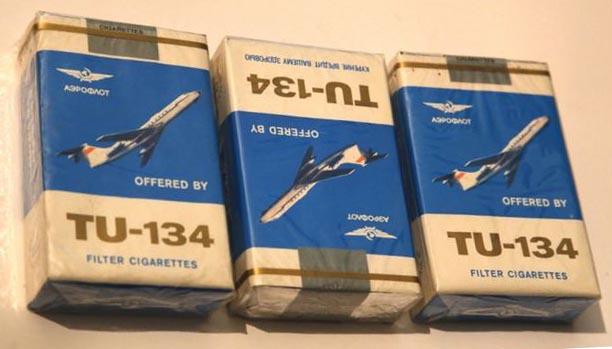 CIGARETTES
АЭРОФЛОТ
OFFERED BY
TU-134
FILTER CIGARETTES
АЭРОФЛОТ
OFFERED BY
TU-134
КУРЕНИЕ ВРЕДИТ ВАШЕМУ ЗДОРОВЬЮ
АЭРОФЛОТ
OFFERED BY
TU-134
FILTER CIGARETTES